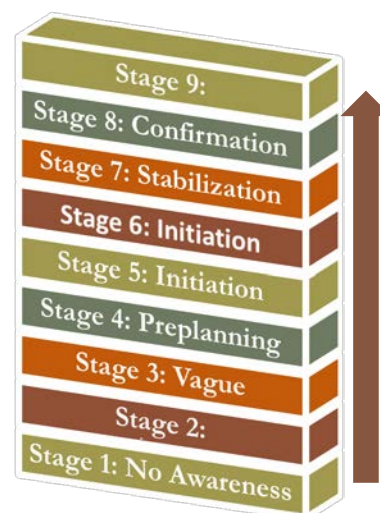 Stage 9:
Stage 8: Confirmation
Stage 7: Stabilization
Stage 6: Initiation
Stage 5: Initiation
Stage 4: Preplanning
Stage 3: Vague
Stage 2:
Stage 1: No Awareness